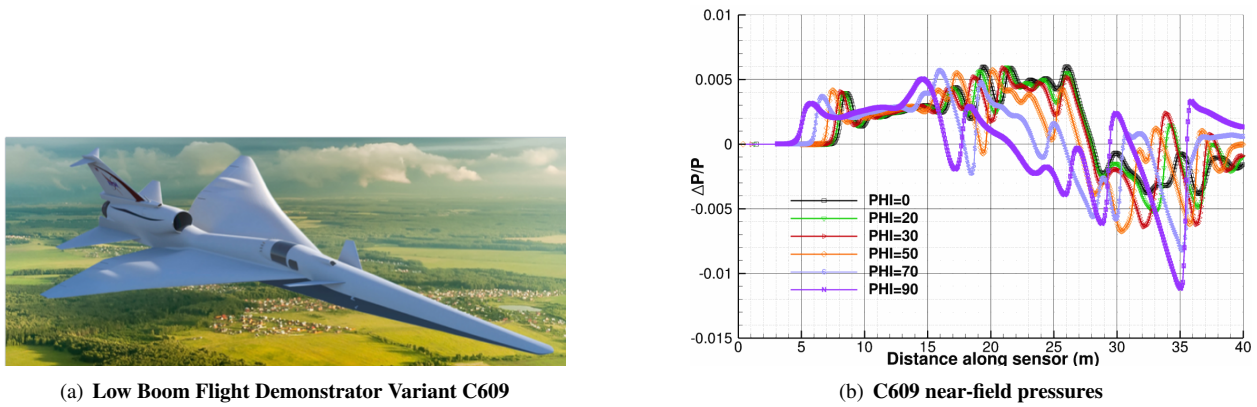 0.01
0.005
0
-0.005
-0.01
-0.015
ΔP/P
PHI=0
PHI=20
PHI=30
PHI=50
PHI=70
PHI=90
0 5 10 15 20 25 30 35 40
Distance along sensor (m)
(a) Low Boom Flight Demonstrator Variant C609
(b) C609 near-field pressures